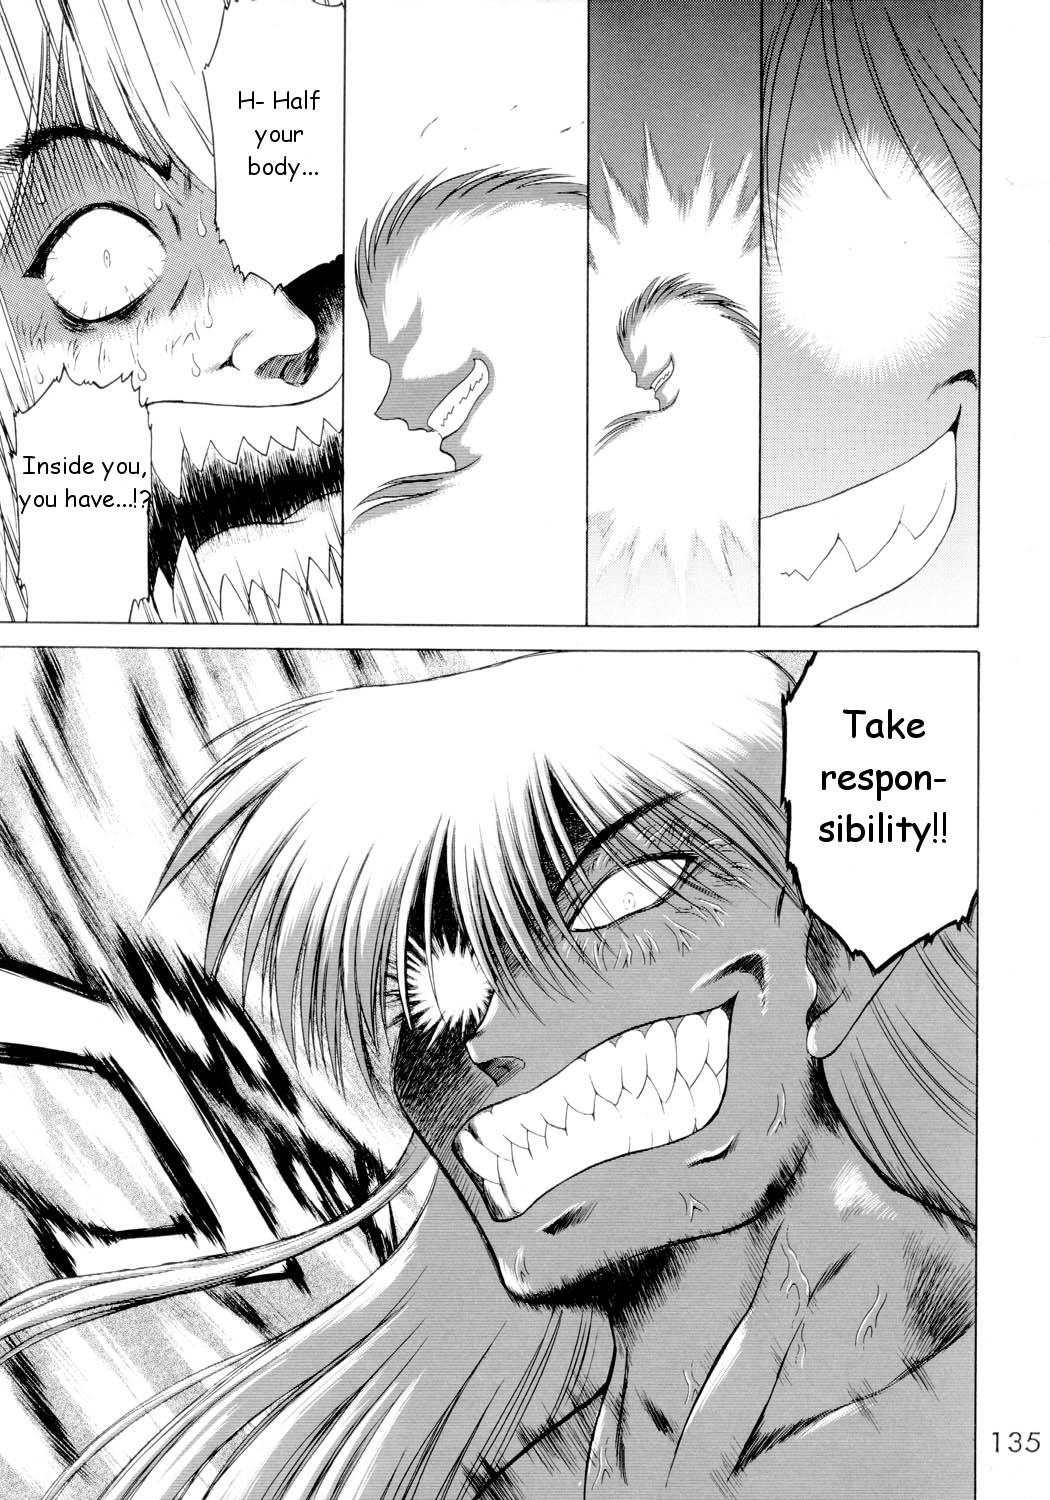 H- Half
your
body...
Inside you,
you have...!?
Take
respon-
sibility!!
135